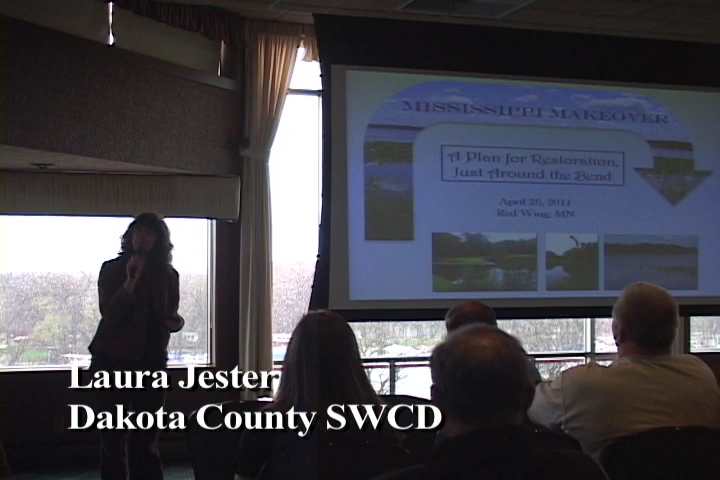 MISSISSIPPI MAKEOVER
A Plan for Restoration,
Just Around the Bend
April 26, 2011
Red Wing, MN
Laura Jester
Dakota County SWCD